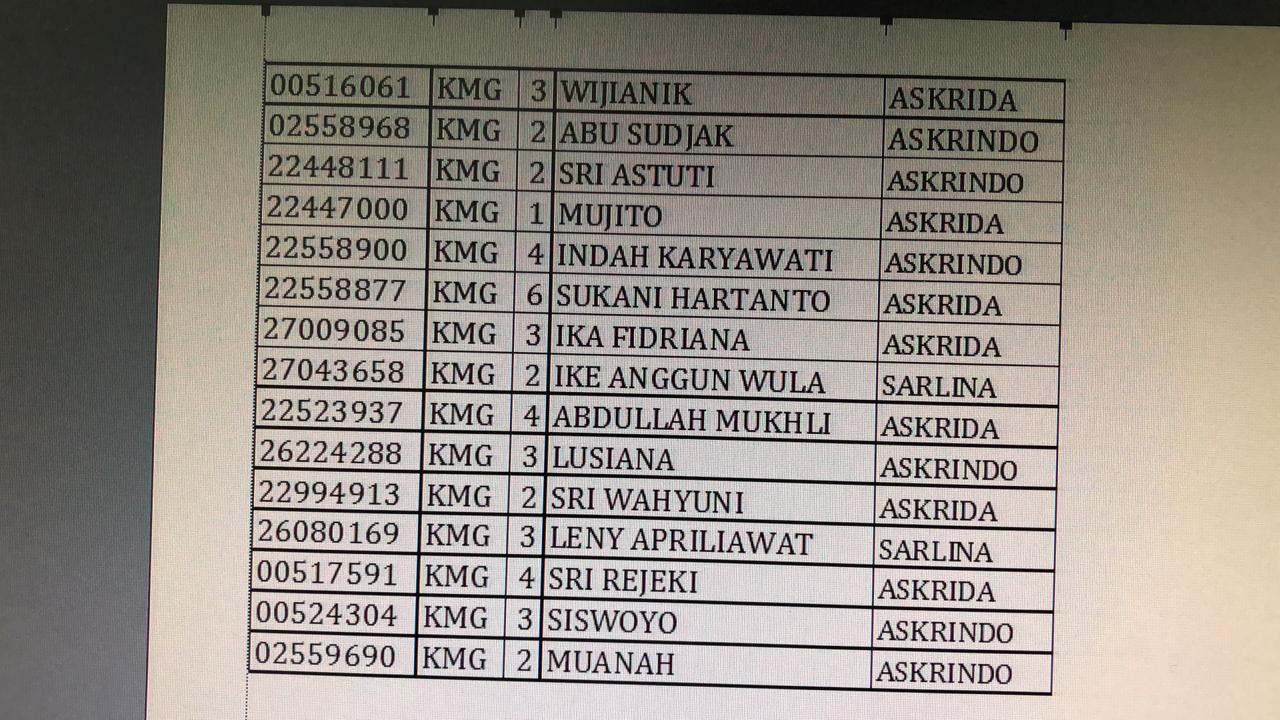 00516061 KMG 3 WIJIANIK ASKRIDA
02558968 KMG 2 ABU SUDJAK ASKRINDO
22448111 KMG 2 SRI ASTUTI ASKRINDO
22447000 KMG 1 MUJITO ASKRIDA
22558900 KMG 4 INDAH KARYAWATI ASKRINDO
22558877 KMG 6 SUKANI HARTANTO ASKRIDA
27009085 KMG 3 IKA FIDRIANA ASKRIDA
27043658 KMG 2 IKE ANGGUN WULA SARLINA
22523937 KMG 4 ABDULLAH MUKHLI ASKRIDA
26224288 KMG 3 LUSIANA ASKRINDO
22994913 KMG 2 SRI WAHYUNI ASKRIDA
26080169 KMG 3 LENY APRILIAWAT SARLINA
00517591 KMG 4 SRI REJEKI ASKRIDA
00524304 KMG 3 SISWOYO ASKRINDO
02559690 KMG 2 MUANAH ASKRINDO